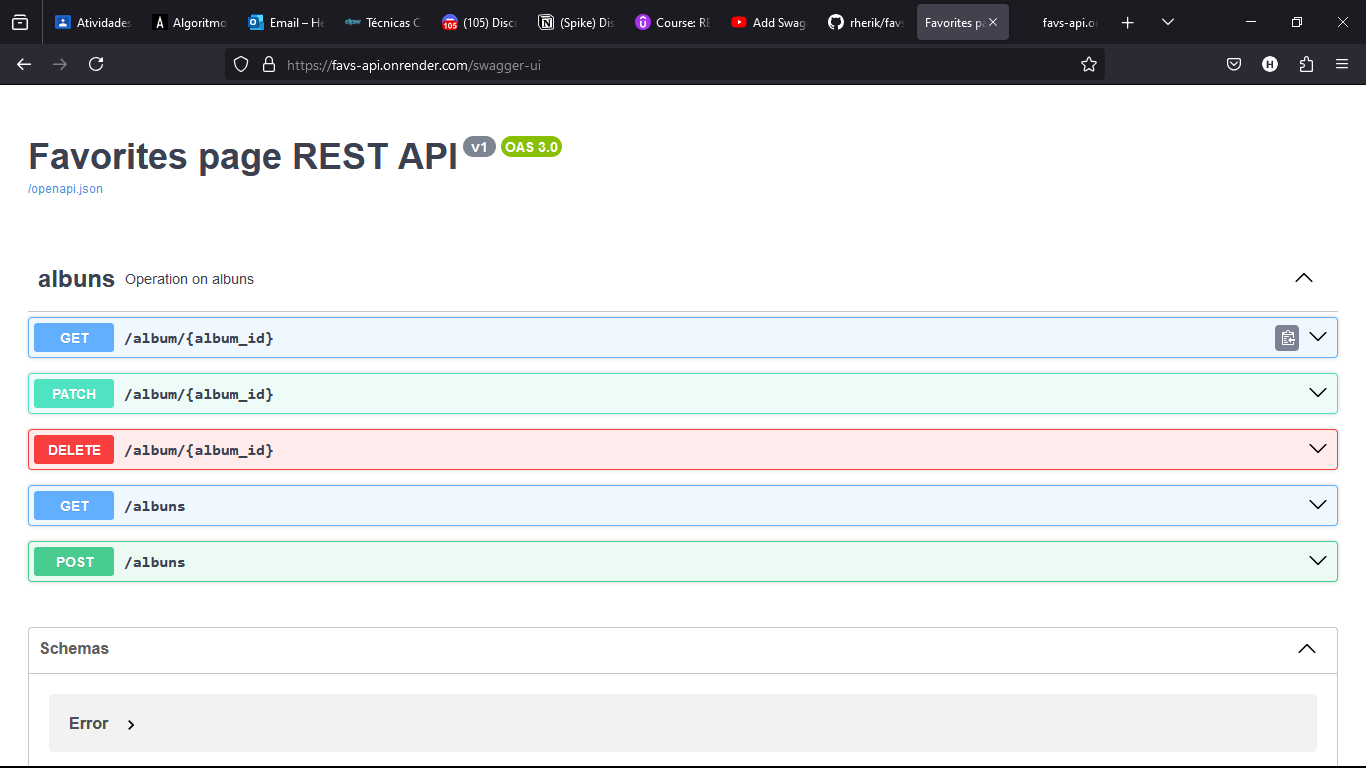 Atividades
Algoritmo
Email – He
Técnicas C
(105) Disc
(Spike) Dis
Course: RE
Add Swag
rherik/favs
Favorites pa
favs-api.on
https://favs-api.onrender.com/swagger-ui
H
Favorites page REST API v1 OAS 3.0
/openapi.json
albuns Operation on albuns
GET /album/{album_id}
PATCH /album/{album_id}
DELETE /album/{album_id}
GET /albuns
POST /albuns
Schemas
Error